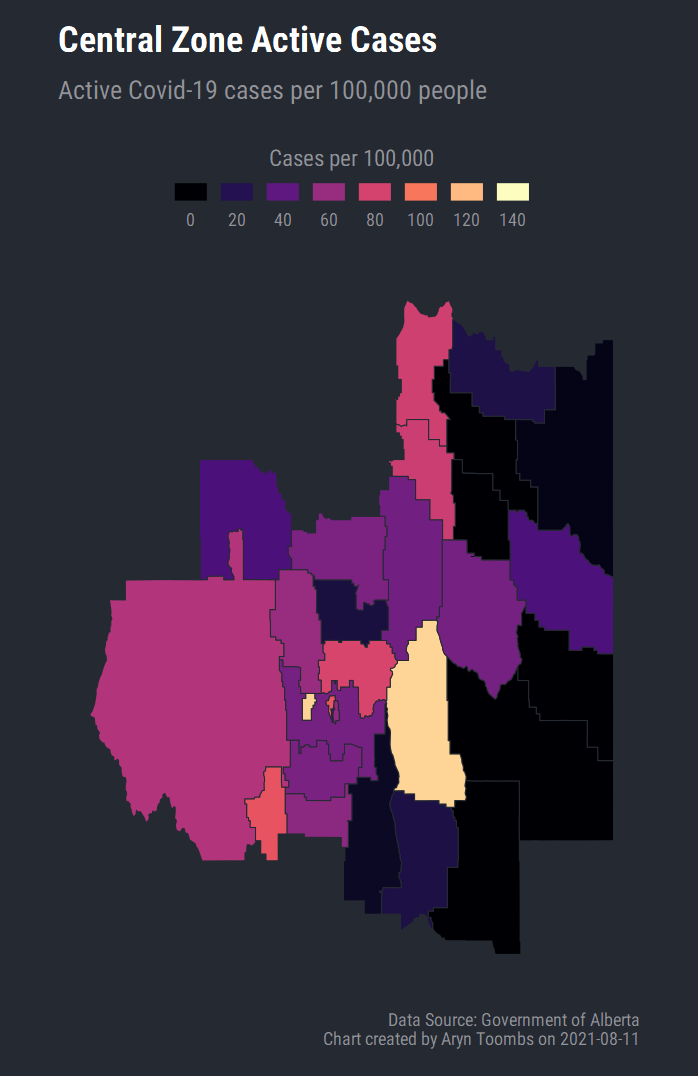 Central Zone Active Cases
Active Covid-19 cases per 100,000 people
Cases per 100,000
0 20 40 60 80 100 120 140
Data Source: Government of Alberta
Chart created by Aryn Toombs on 2021-08-11